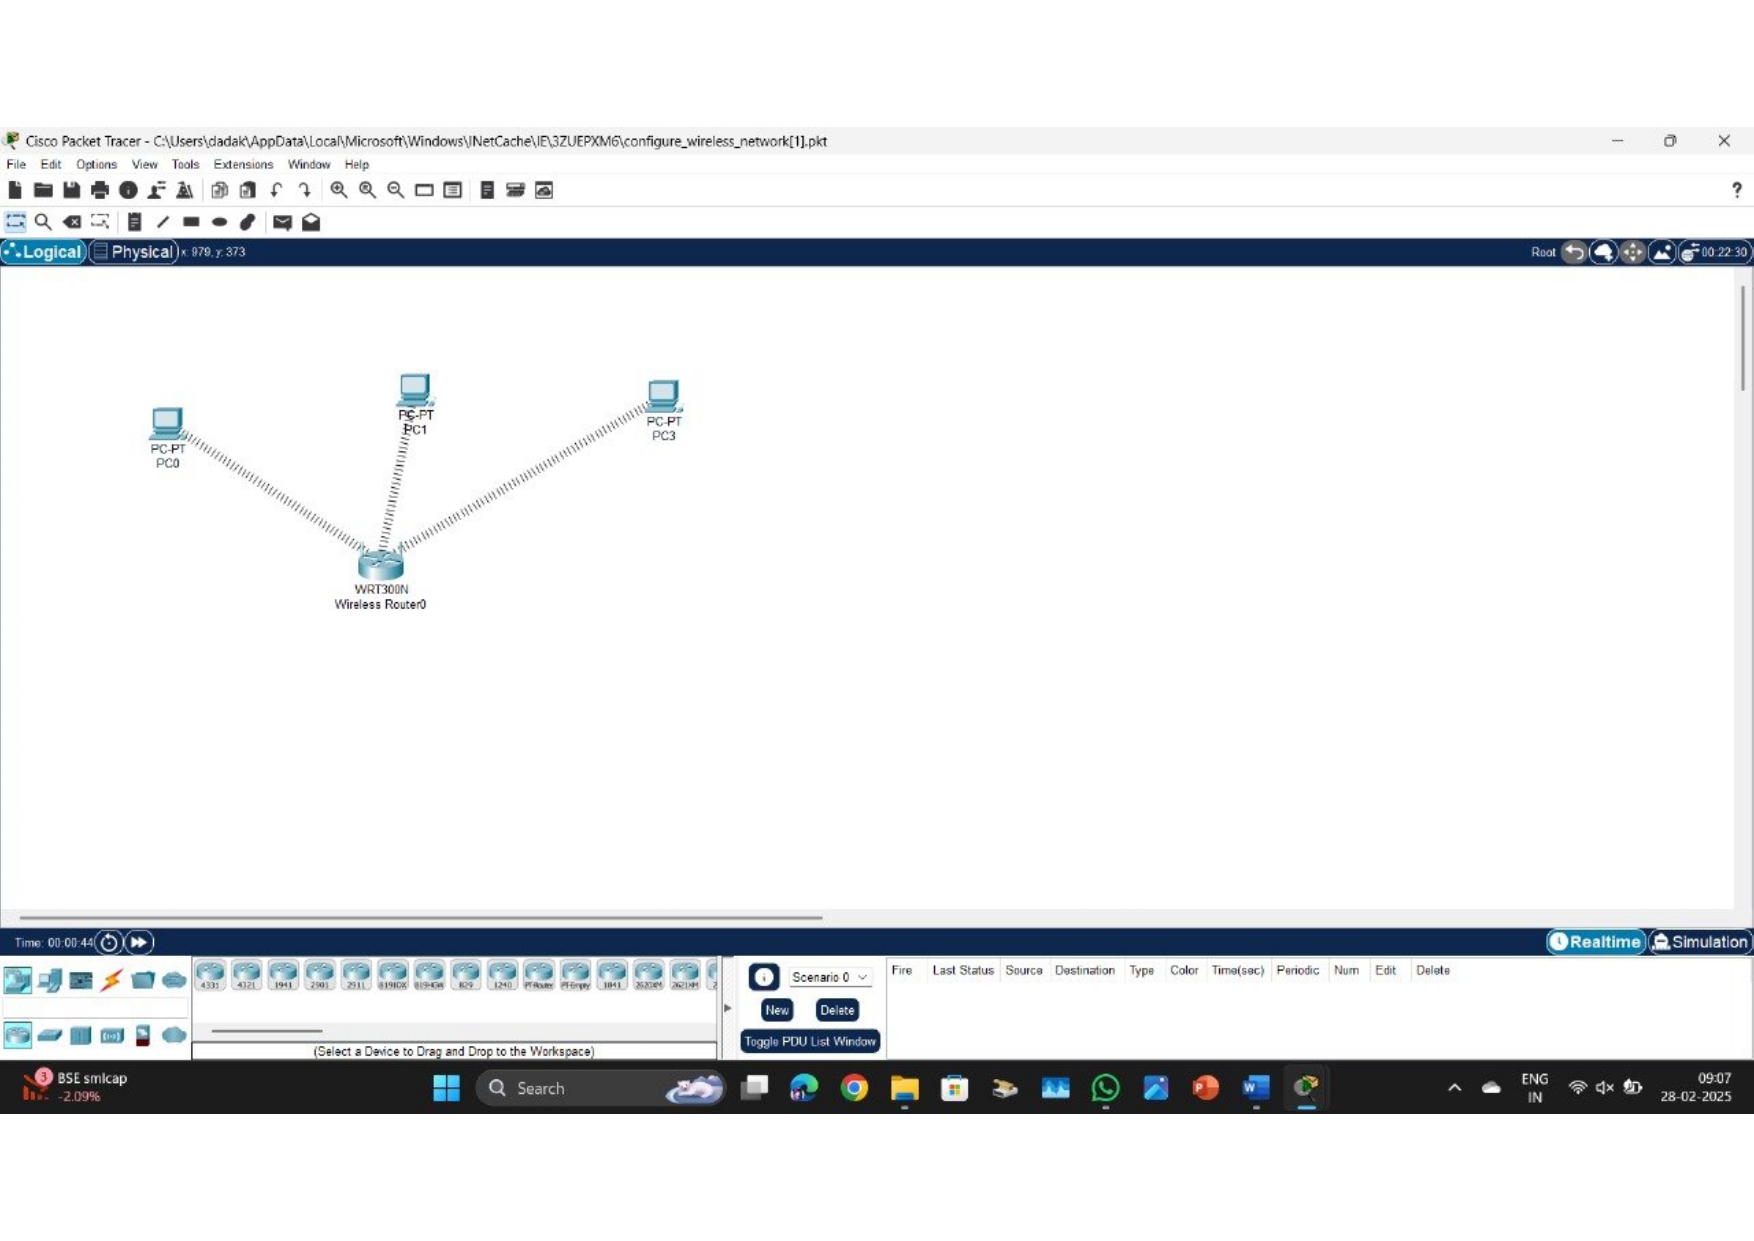 Cisco Packet Tracer - C:\Users\dadak\AppData\Local\Microsoft\Windows\INetCache\IE\3ZUEPXM6\configure_wireless_network[1].pkt
File Edit Options View Tools Extensions Window Help
?
Logical Physical x: 979, y: 373 Root 00:22:30
PC-PT
PC0
PC-PT
PC1
PC-PT
PC3
WRT300N
Wireless Router0
Time: 00:00:44 Realtime Simulation
4331 4321 1941 2901 2911 819IOX 819HGW 829 1240 PT-Router PT-Empty 1841 2620XM 2621XM
(Select a Device to Drag and Drop to the Workspace)
Scenario 0
New Delete
Toggle PDU List Window
Fire Last Status Source Destination Type Color Time(sec) Periodic Num Edit Delete
3 BSE smlcap
-2.09%
Search
ENG
IN
09:07
28-02-2025